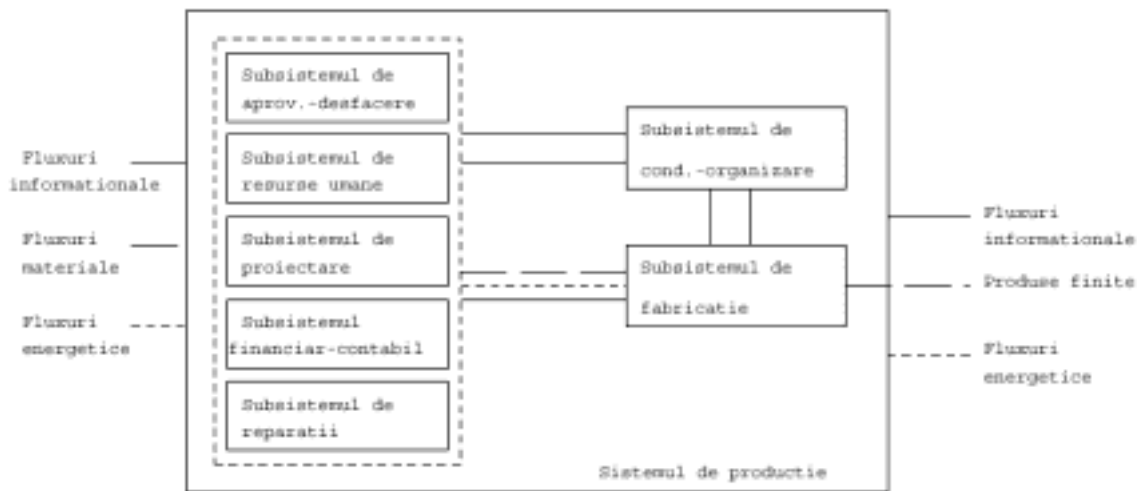 Fluxuri
informationale
Fluxuri
materiale
Fluxuri
energetice
Subsistemul de
aprov.-desfacere
Subsistemul de
resurse umane
Subsistemul de
proiectare
Subsistemul
financiar-contabil
Subsistemul de
reparatii
Subsistemul de
cond.-organizare
Subsistemul de
fabricatie
Sistemul de productie
Fluxuri
informationale
Produse finite
Fluxuri
energetice